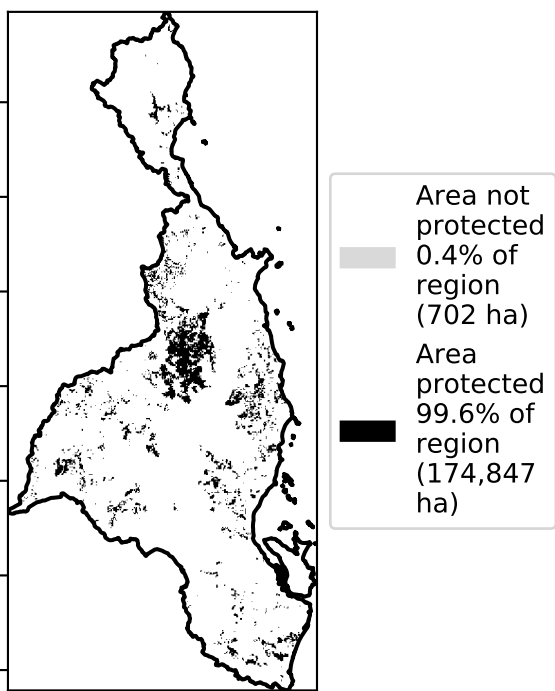 Area not
protected
0.4% of
region
(702 ha)
Area
protected
99.6% of
region
(174,847
ha)